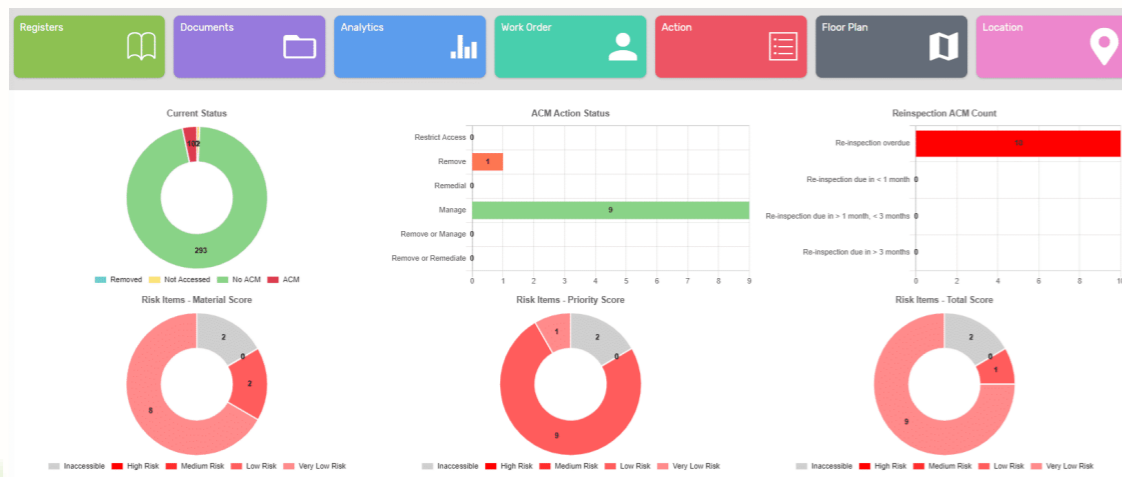 Registers
Documents
Analytics
Work Order
Action
Floor Plan
Location
Current Status
10
2
293
Removed Not Accessed No ACM ACM
ACM Action Status
Restrict Access 0
Remove 1
Remedial 0
Manage 9
Remove or Manage 0
Remove or Remediate 0
0 1 2 3 4 5 6 7 8 9
Reinspection ACM Count
Re-inspection overdue 10
Re-inspection due in < 1 month 0
Re-inspection due in > 1 month, < 3 months 0
Re-inspection due in > 3 months 0
0 2 4 6 8 10
Risk Items - Material Score
2
0
2
8
Inaccessible High Risk Medium Risk Low Risk Very Low Risk
Risk Items - Priority Score
1
2
0
9
Inaccessible High Risk Medium Risk Low Risk Very Low Risk
Risk Items - Total Score
2
0
1
9
Inaccessible High Risk Medium Risk Low Risk Very Low Risk